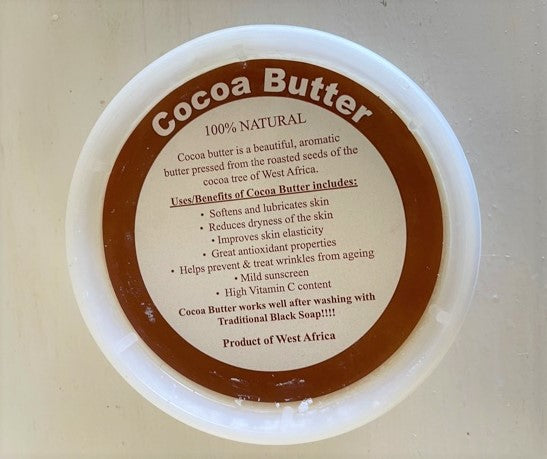 Cocoa Butter
100% NATURAL
Cocoa butter is a beautiful, aromatic
butter pressed from the roasted seeds of the
cocoa tree of West Africa.
Uses/Benefits of Cocoa Butter includes:
• Softens and lubricates skin
• Reduces dryness of the skin
• Improves skin elasticity
• Great antioxidant properties
• Helps prevent & treat wrinkles from ageing
• Mild sunscreen
• High Vitamin C content
Cocoa Butter works well after washing with
Traditional Black Soap!!!!
Product of West Africa